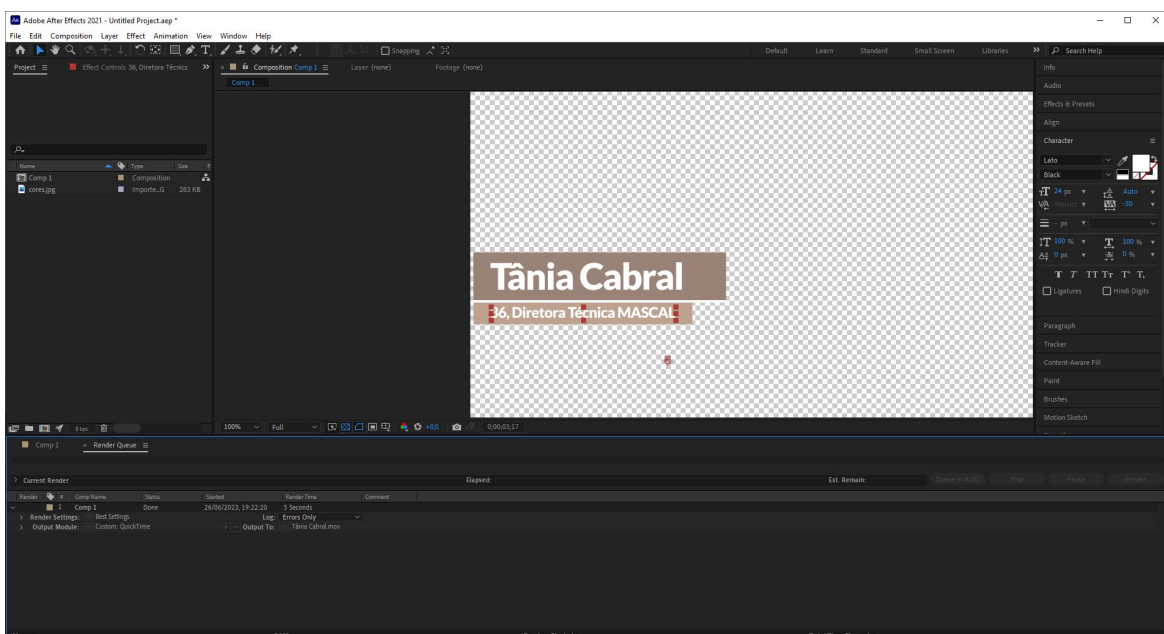 Adobe After Effects 2021 - Untitled Project.aep *
File Edit Composition Layer Effect Animation View Window Help
Snapping Default Learn Standard Small Screen Libraries Search Help
Project Effect Controls 36, Diretora Técnica Composition Comp 1 Layer (none) Footage (none) Info
Comp 1 Audio
Effects & Presets
Align
Character
Name Type Size Lato
Comp 1 Composition Black
cores.jpg Importe...G 283 KB 24 px Auto
Metrics -30
- px
100 % 100 %
0 px 0 %
Tânia Cabral
36, Diretora Técnica MASCAL
Ligatures Hindi Digits
Paragraph
Tracker
Content-Aware Fill
Paint
Brushes
Motion Sketch
8 bpc 100% Full +0,0 0;00;03;17
Comp 1 Render Queue
Current Render Elapsed: Est. Remain: Queue in AME Stop Pause Render
Render # Comp Name Status Started Render Time Comment
1 Comp 1 Done 26/06/2023, 19:22:20 5 Seconds
Render Settings: Best Settings Log: Errors Only
Output Module: Custom: QuickTime Output To: Tânia Cabral.mov